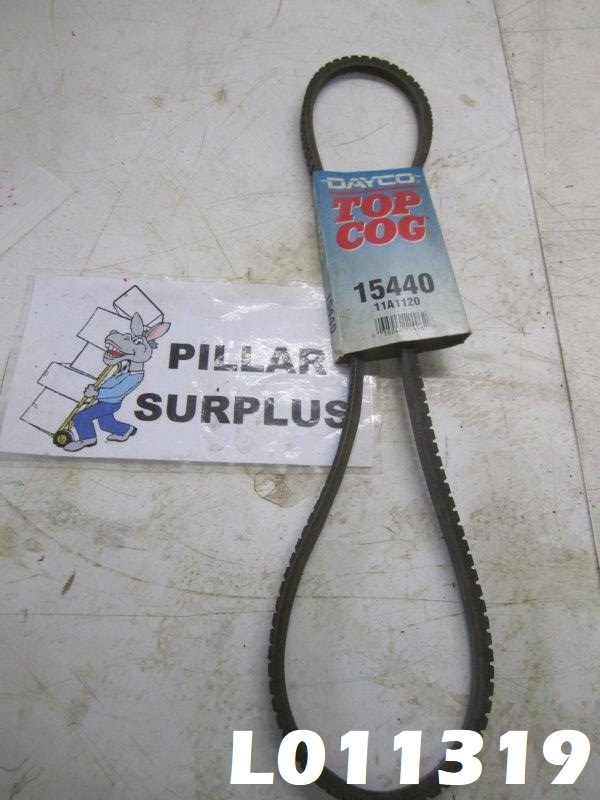 DAYCO
TOP
COG
15440
11A1120
PILLAR
SURPLUS
L011319